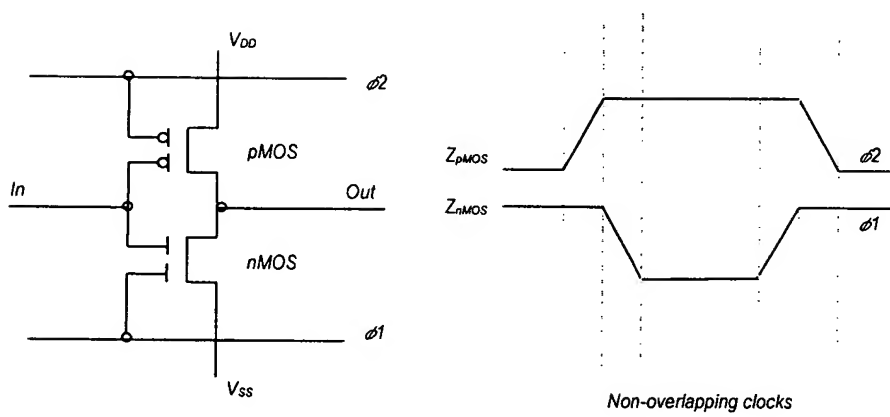 V_DD
ϕ2
pMOS
In
Out
nMOS
ϕ1
V_SS
Z_pMOS
ϕ2
Z_nMOS
ϕ1
Non-overlapping clocks